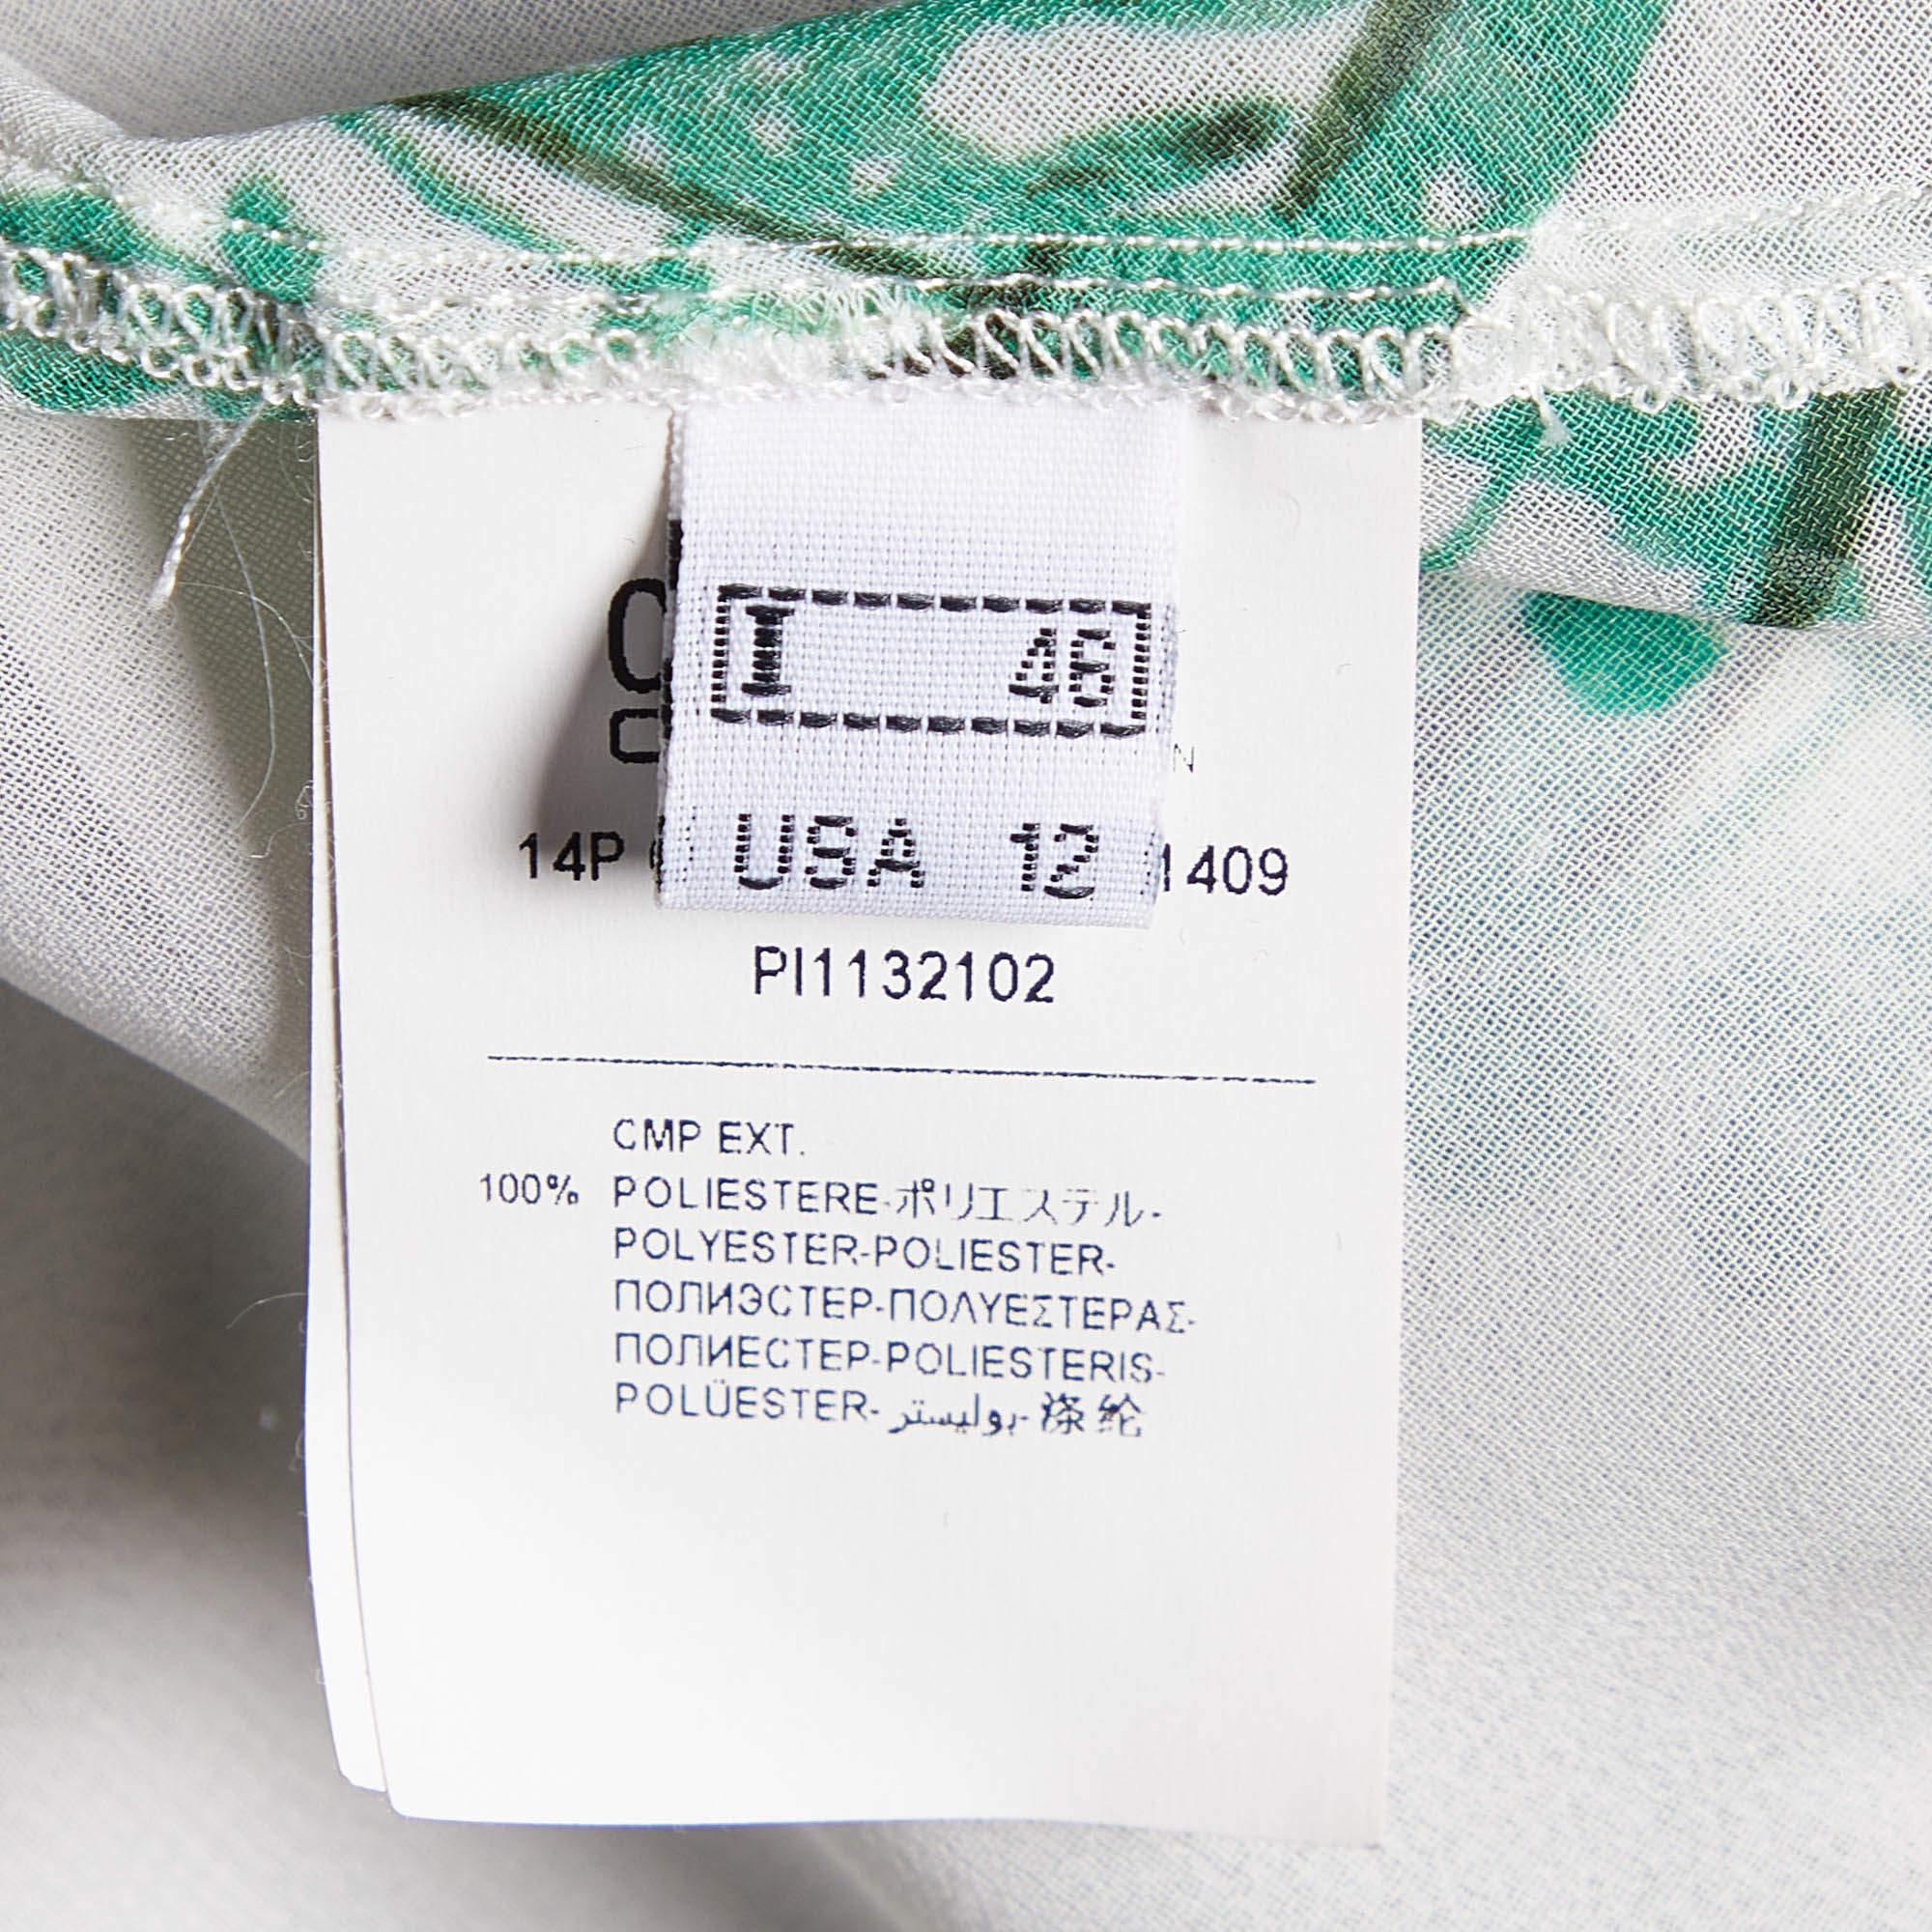 I 46
USA 12
14P 1409
PI1132102
CMP EXT.
100% POLIESTERE-ポリエステル-
POLYESTER-POLIESTER-
ПОЛИЭСТЕР-ΠΟΛΥΕΣΤΕΡΑΣ-
ПОЛИЕСТЕР-POLIESTERIS-
POLÜESTER-بوليستر-涤纶